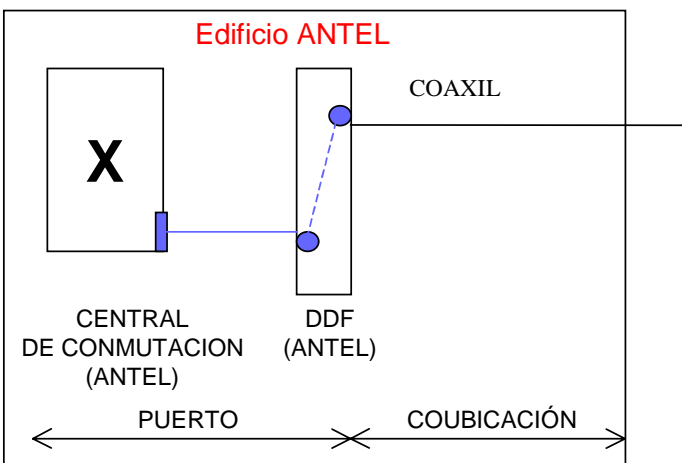 Edificio ANTEL
COAXIL
X
CENTRAL
DE CONMUTACION
(ANTEL)
DDF
(ANTEL)
PUERTO
COUBICACIÓN